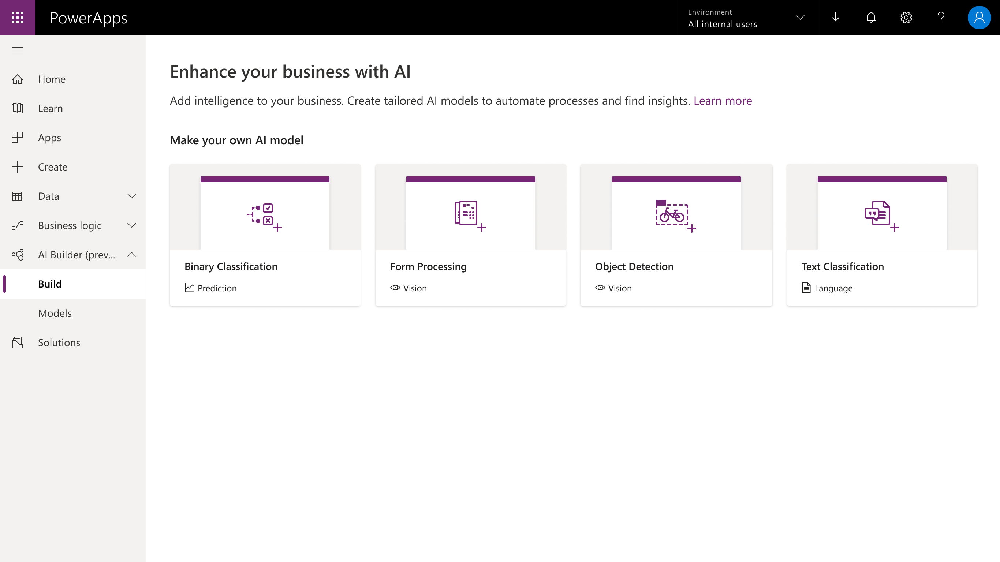 PowerApps
Environment
All internal users
Home
Learn
Apps
Create
Data
Business logic
AI Builder (prev...
Build
Models
Solutions
Enhance your business with AI
Add intelligence to your business. Create tailored AI models to automate processes and find insights. Learn more
Make your own AI model
Binary Classification
Prediction
Form Processing
Vision
Object Detection
Vision
Text Classification
Language